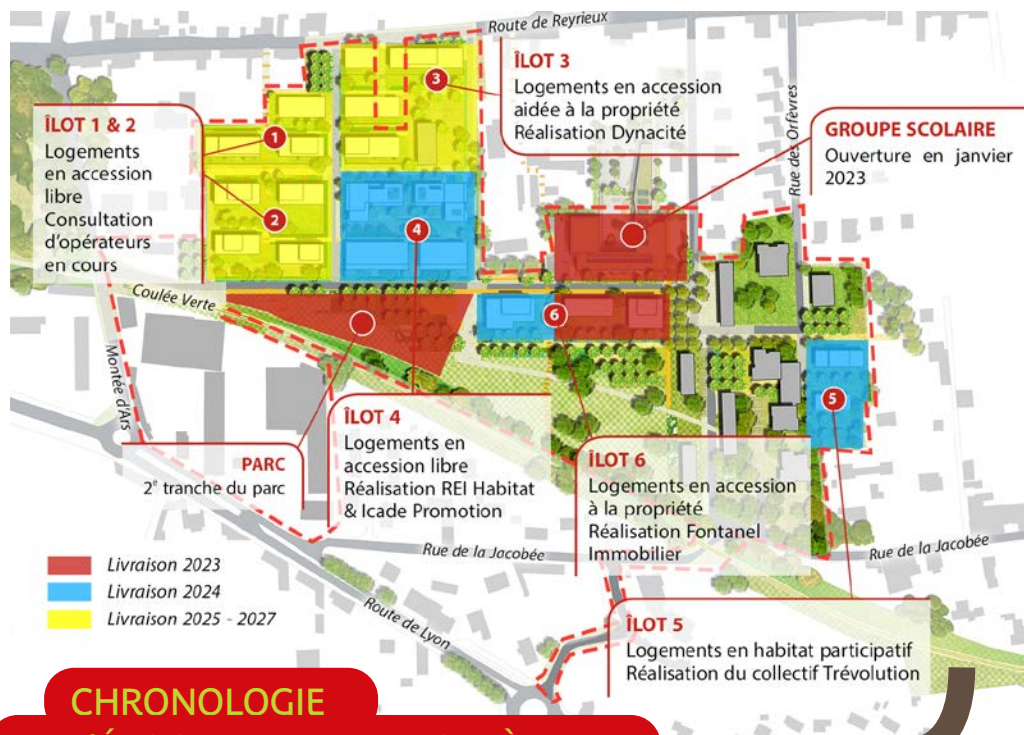 Route de Reyrieux
ÎLOT 3
Logements en accession
aidée à la propriété
Réalisation Dynacité
Rue des Orfèvres
GROUPE SCOLAIRE
Ouverture en janvier
2023
ÎLOT 1 & 2
Logements
en accession
libre
Consultation
d'opérateurs
en cours
1
2
3
4
5
6
Coulée Verte
Montée d'Ars
PARC
2e tranche du parc
ÎLOT 4
Logements en
accession libre
Réalisation REI Habitat
& Icade Promotion
ÎLOT 6
Logements en accession
à la propriété
Réalisation Fontanel
Immobilier
Rue de la Jacobée
Rue de la Jacobée
Route de Lyon
Livraison 2023
Livraison 2024
Livraison 2025 - 2027
ÎLOT 5
Logements en habitat participatif
Réalisation du collectif Trévolution
CHRONOLOGIE